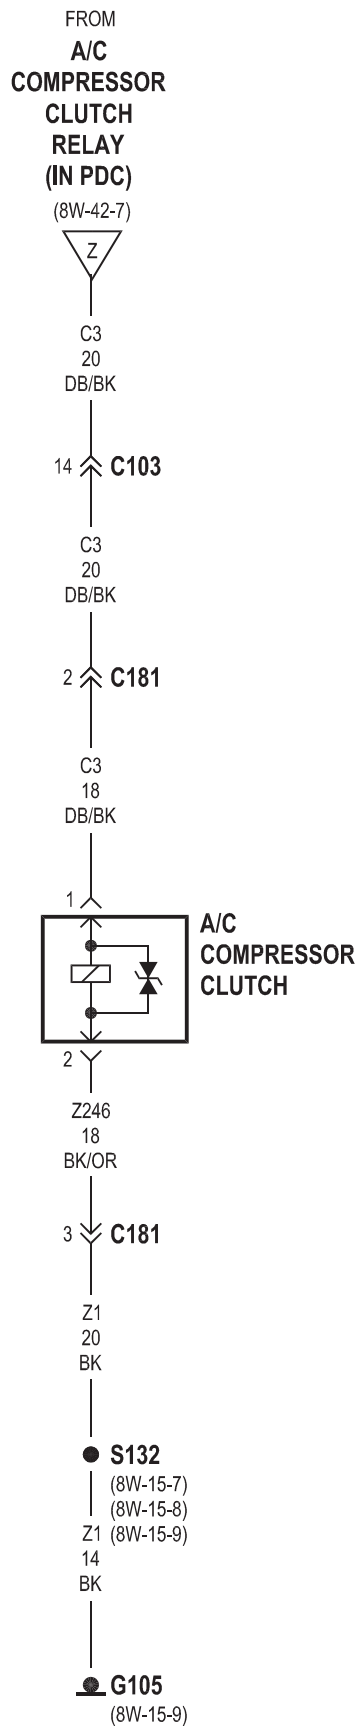 FROM
A/C
COMPRESSOR
CLUTCH
RELAY
(IN PDC)
(8W-42-7)
Z
C3
20
DB/BK
14 C103
C3
20
DB/BK
2 C181
C3
18
DB/BK
1
A/C
COMPRESSOR
CLUTCH
2
Z246
18
BK/OR
3 C181
Z1
20
BK
S132
(8W-15-7)
(8W-15-8)
Z1 (8W-15-9)
14
BK
G105
(8W-15-9)